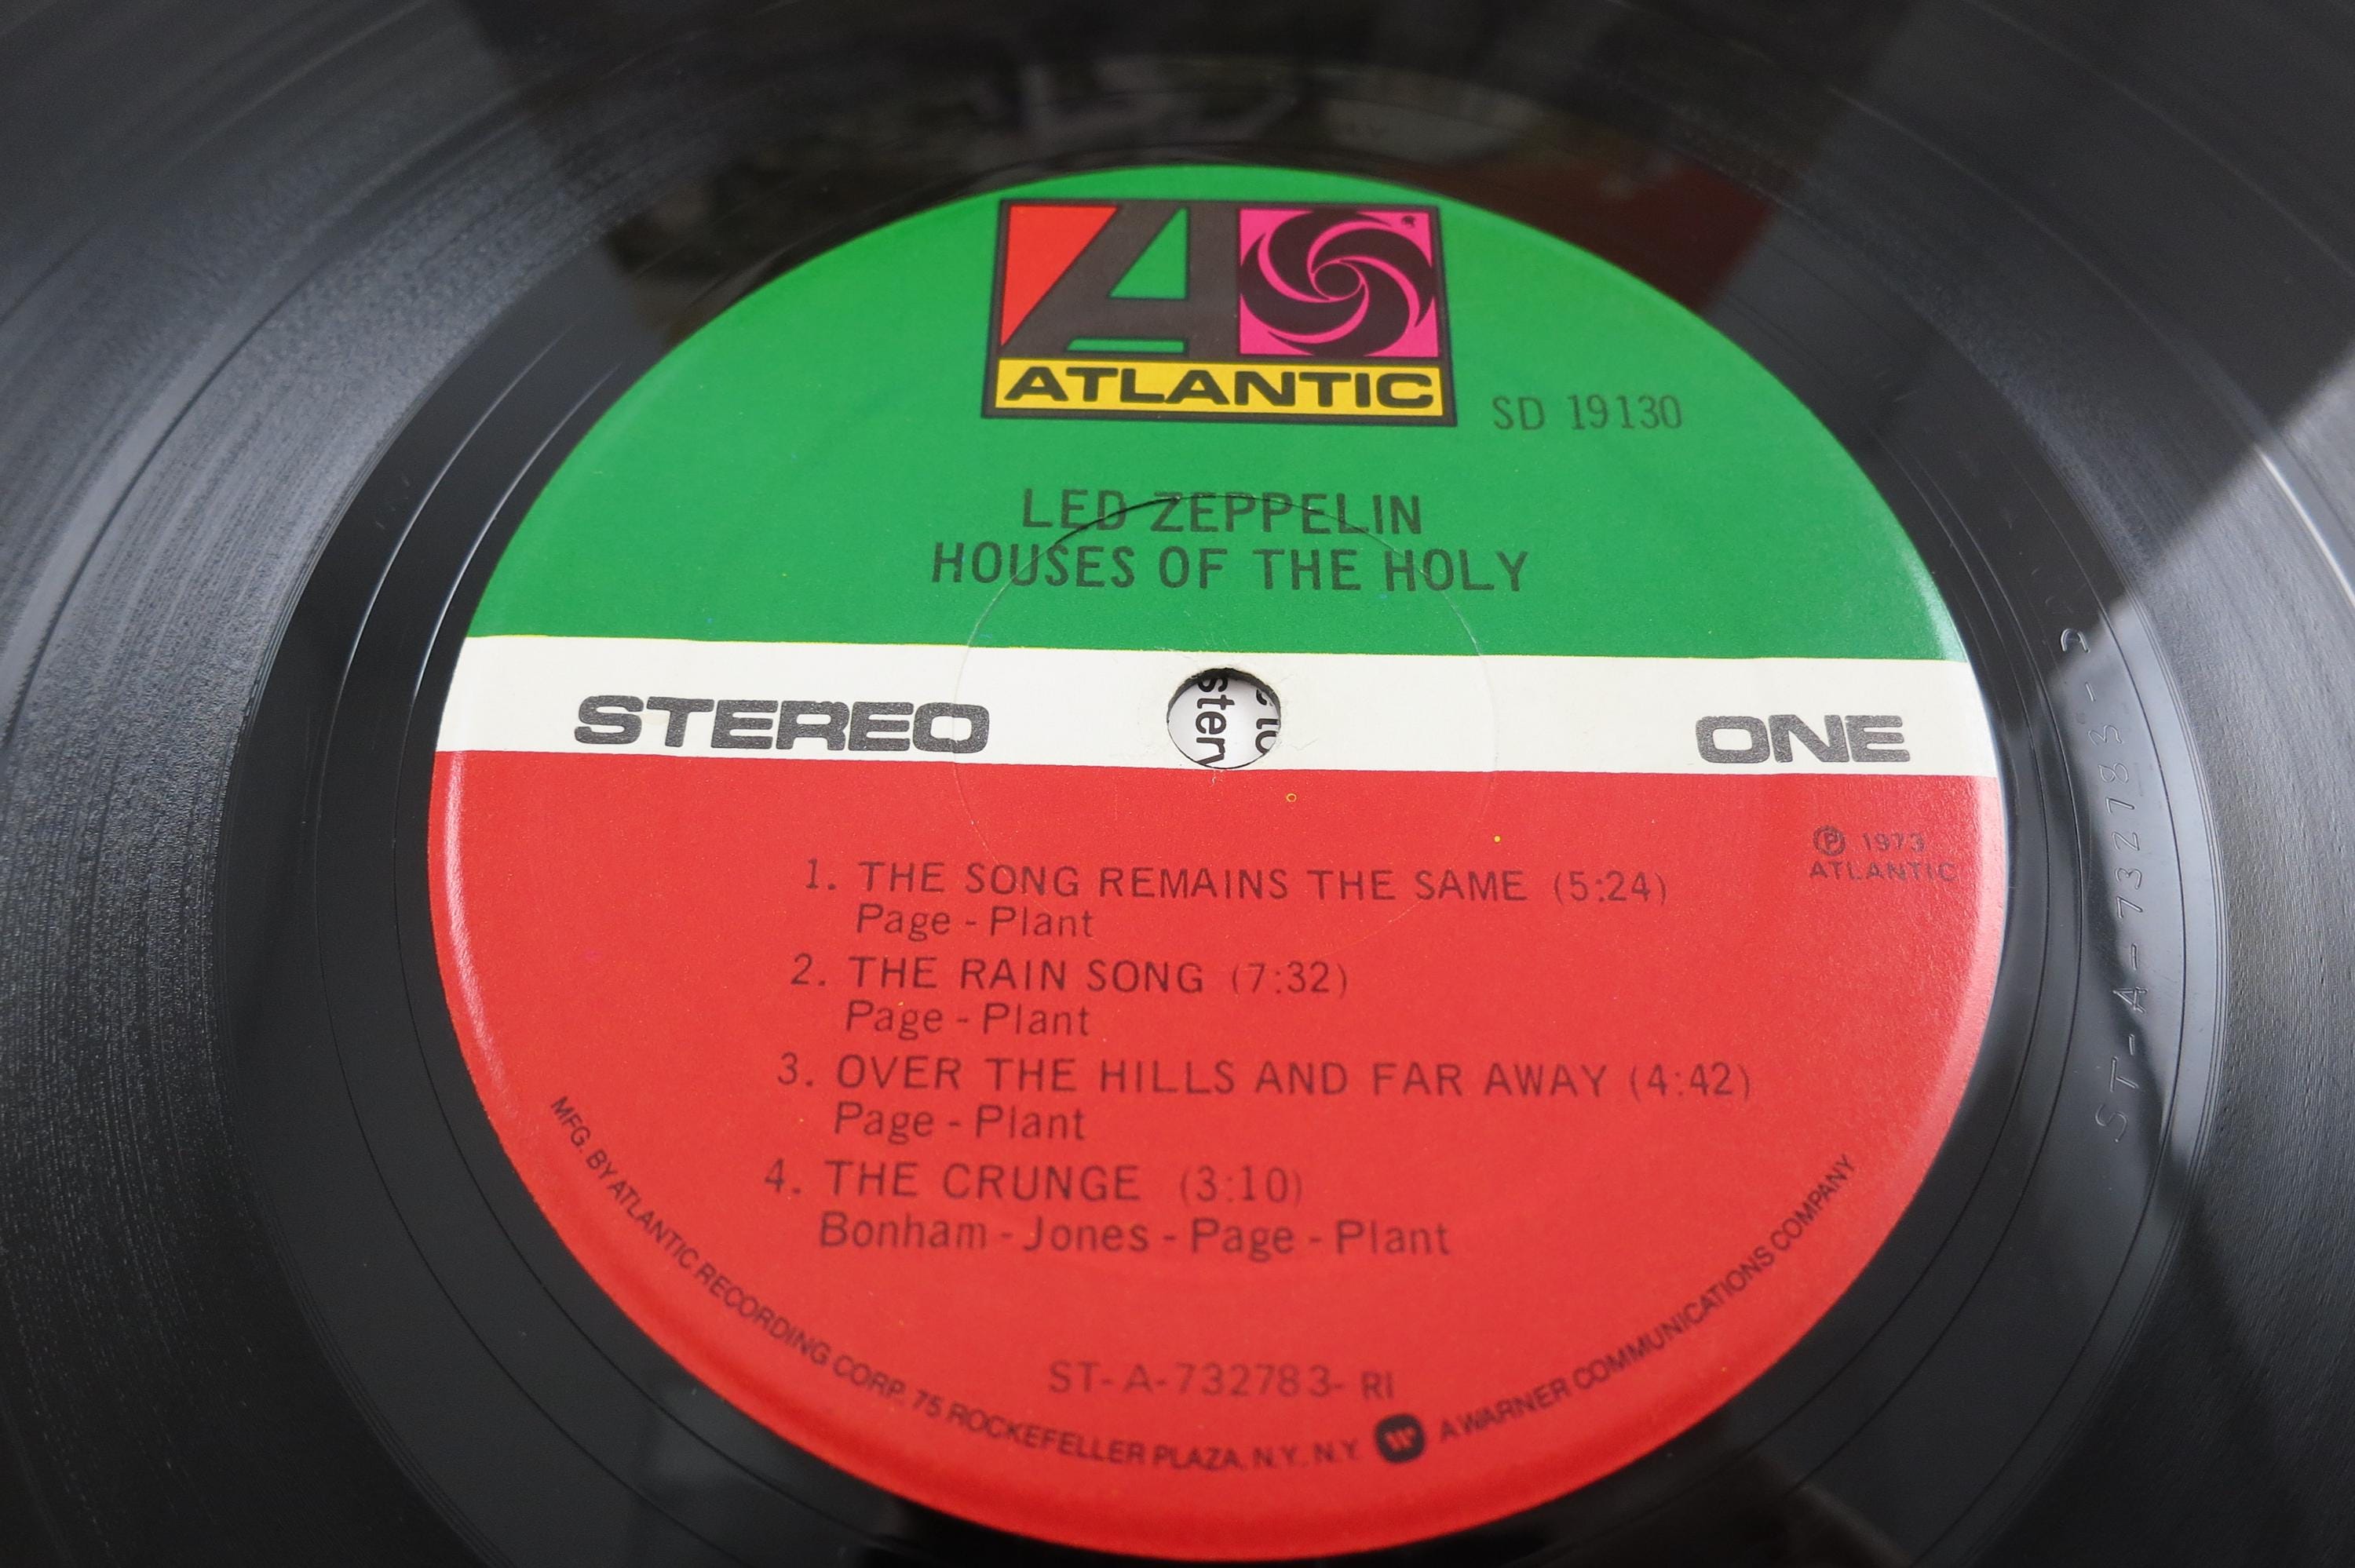 ATLANTIC
SD 19130
LED ZEPPELIN
HOUSES OF THE HOLY
STEREO
ster
ONE
℗ 1973
ATLANTIC
1. THE SONG REMAINS THE SAME (5:24)
Page - Plant
2. THE RAIN SONG (7:32)
Page - Plant
3. OVER THE HILLS AND FAR AWAY (4:42)
Page - Plant
4. THE CRUNGE (3:10)
Bonham - Jones - Page - Plant
ST-A-732783- RI
MFG. BY ATLANTIC RECORDING CORP. 75 ROCKEFELLER PLAZA, N.Y., N.Y. A WARNER COMMUNICATIONS COMPANY
ST-A-732783-